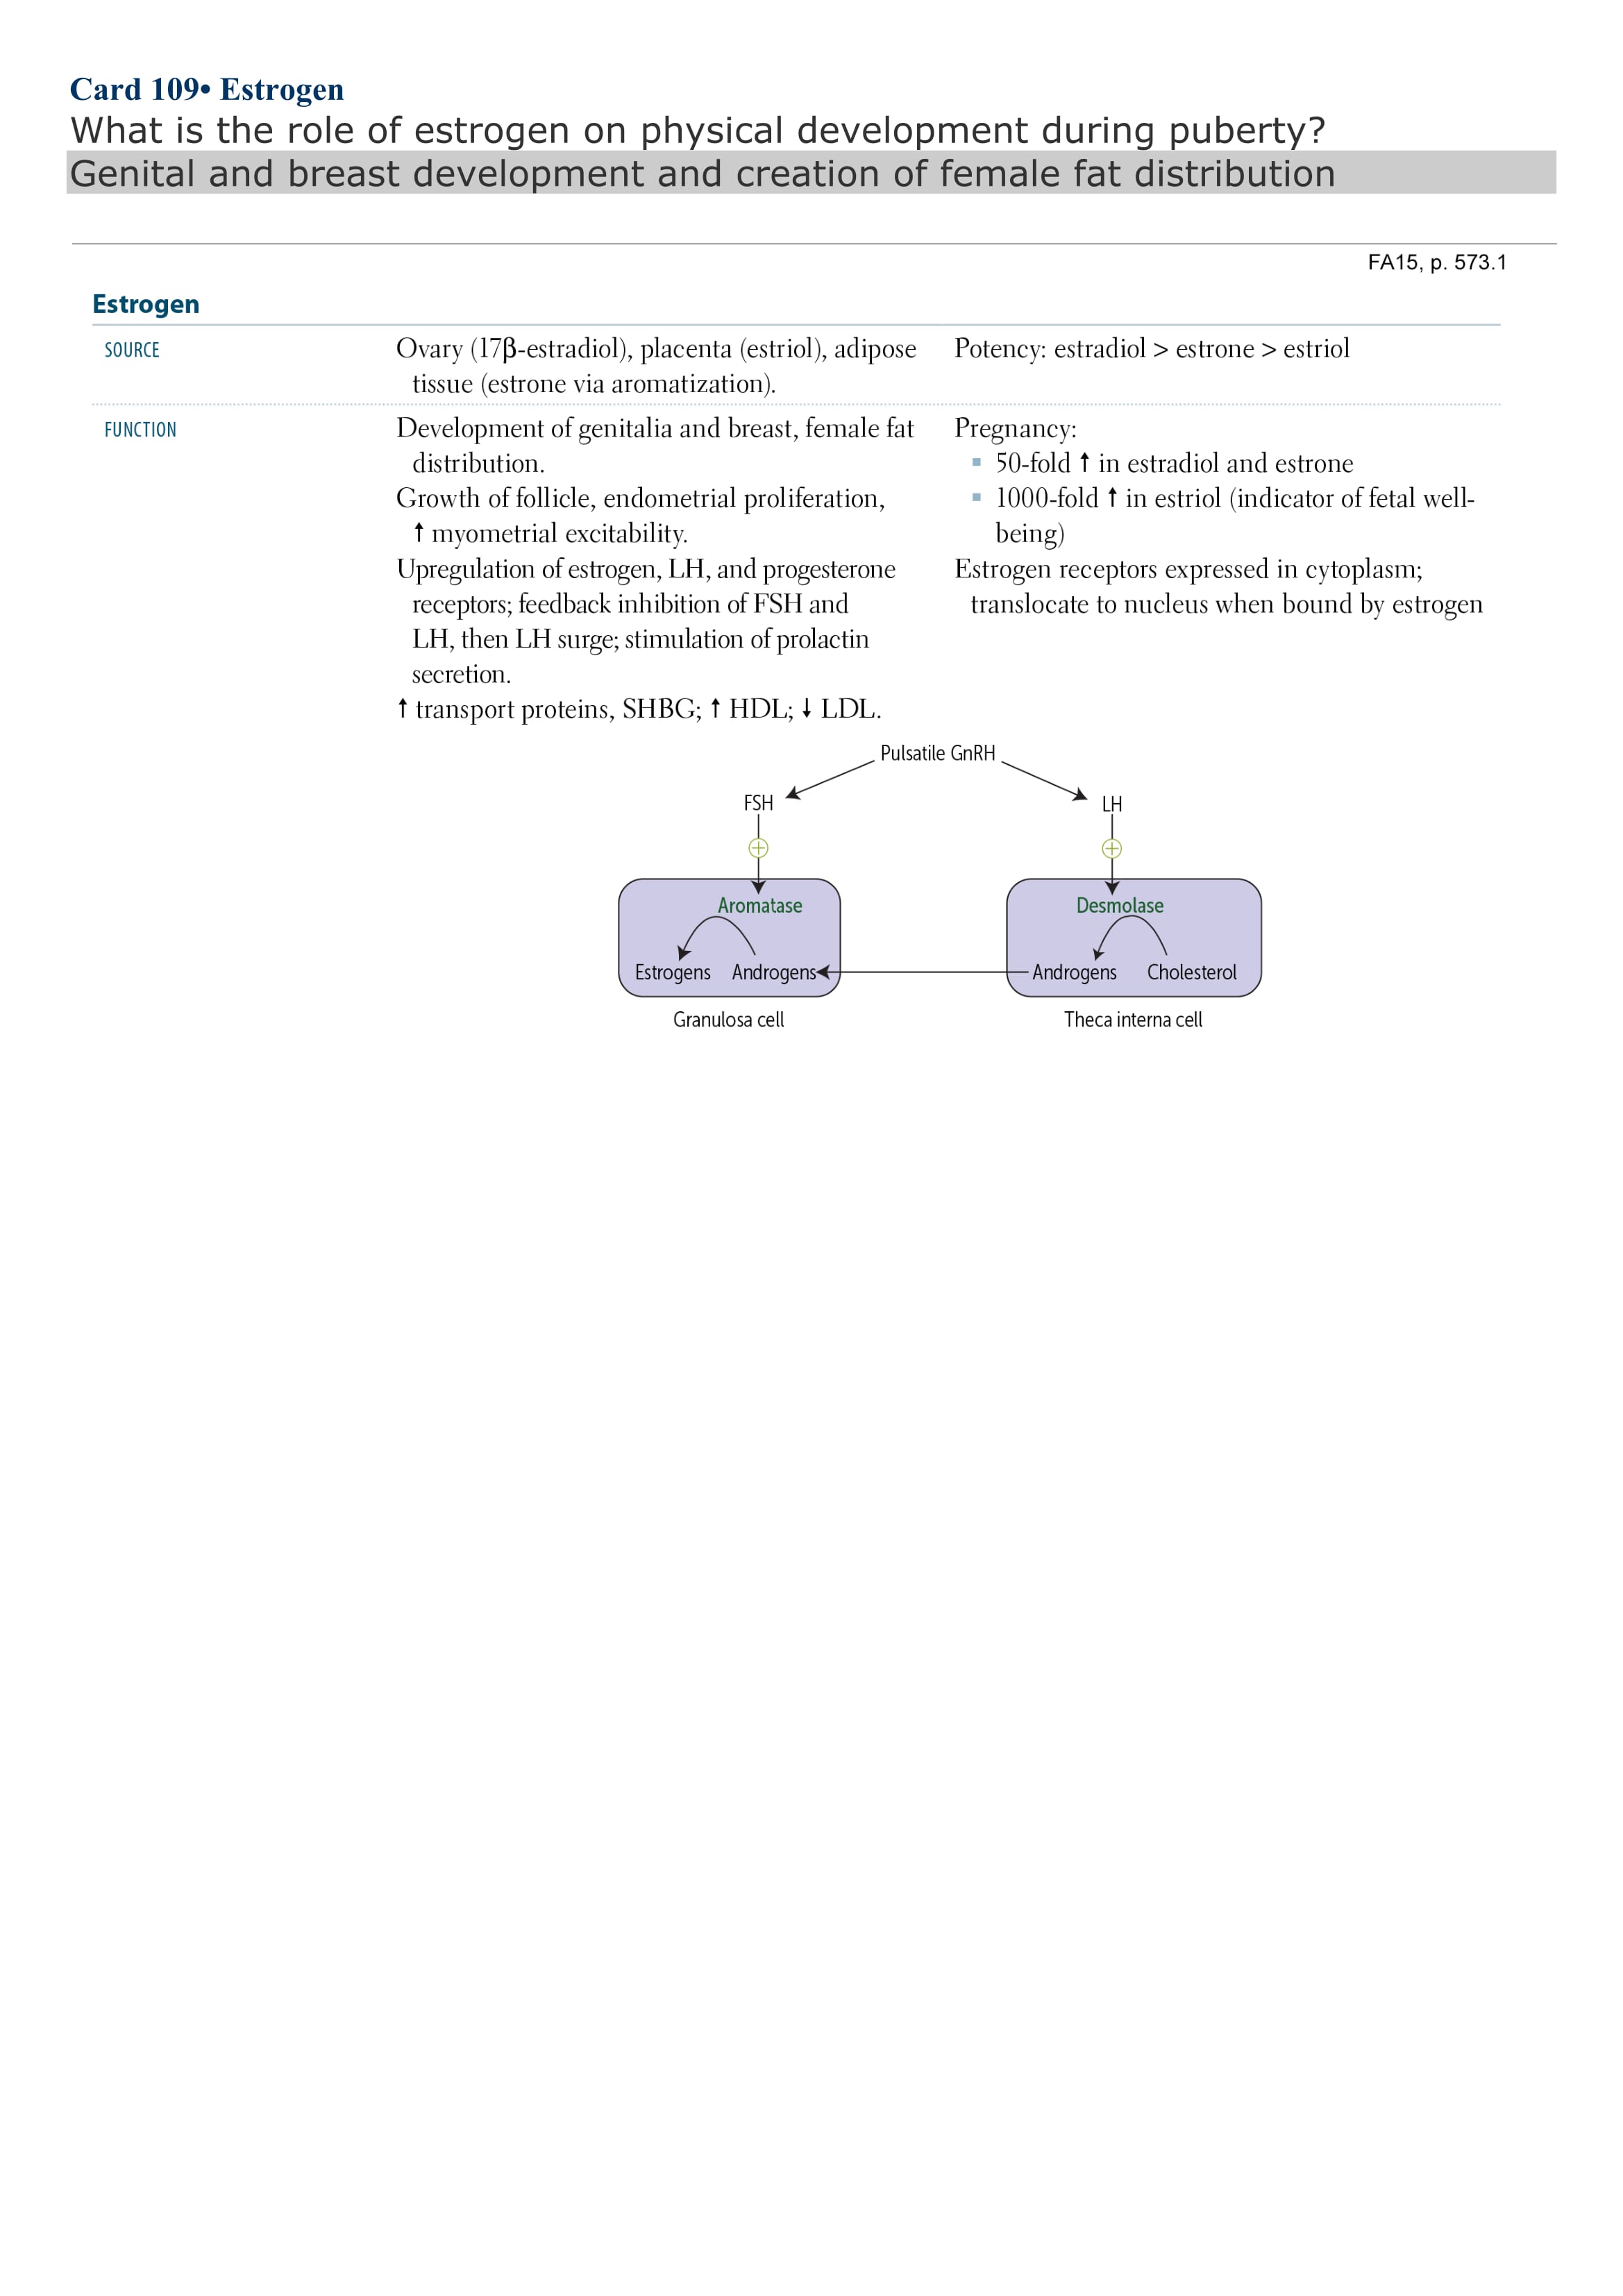 Card 109• Estrogen
What is the role of estrogen on physical development during puberty?
Genital and breast development and creation of female fat distribution
FA15, p. 573.1
Estrogen
SOURCE
Ovary (17β-estradiol), placenta (estriol), adipose
tissue (estrone via aromatization).
Potency: estradiol > estrone > estriol
FUNCTION
Development of genitalia and breast, female fat
distribution.
Growth of follicle, endometrial proliferation,
↑ myometrial excitability.
Upregulation of estrogen, LH, and progesterone
receptors; feedback inhibition of FSH and
LH, then LH surge; stimulation of prolactin
secretion.
↑ transport proteins, SHBG; ↑ HDL; ↓ LDL.
Pregnancy:
▪ 50-fold ↑ in estradiol and estrone
▪ 1000-fold ↑ in estriol (indicator of fetal well-
being)
Estrogen receptors expressed in cytoplasm;
translocate to nucleus when bound by estrogen
Pulsatile GnRH
FSH
LH
Aromatase
Desmolase
Estrogens
Androgens
Androgens
Cholesterol
Granulosa cell
Theca interna cell